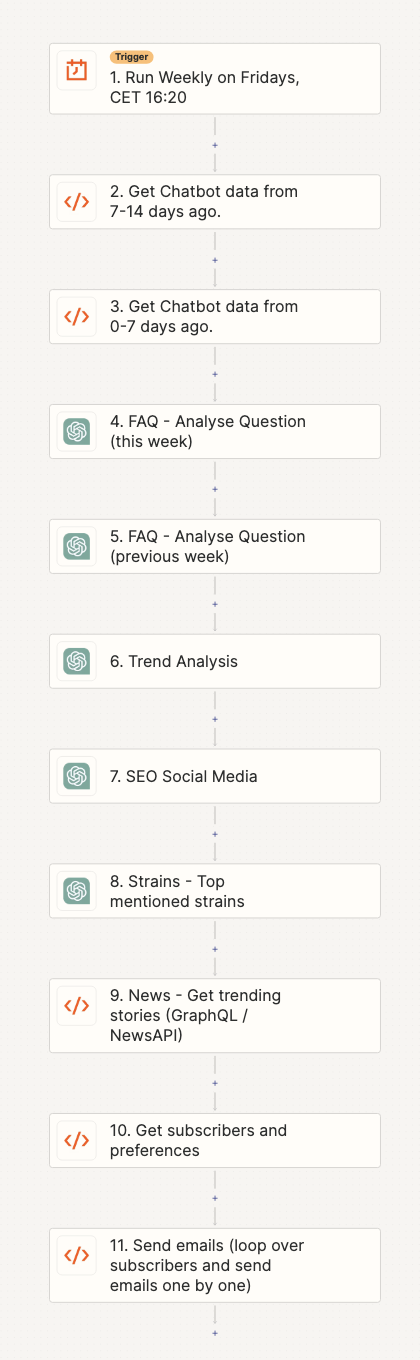 Trigger
1. Run Weekly on Fridays,
CET 16:20
2. Get Chatbot data from
7-14 days ago.
3. Get Chatbot data from
0-7 days ago.
4. FAQ - Analyse Question
(this week)
5. FAQ - Analyse Question
(previous week)
6. Trend Analysis
7. SEO Social Media
8. Strains - Top
mentioned strains
9. News - Get trending
stories (GraphQL /
NewsAPI)
10. Get subscribers and
preferences
11. Send emails (loop over
subscribers and send
emails one by one)